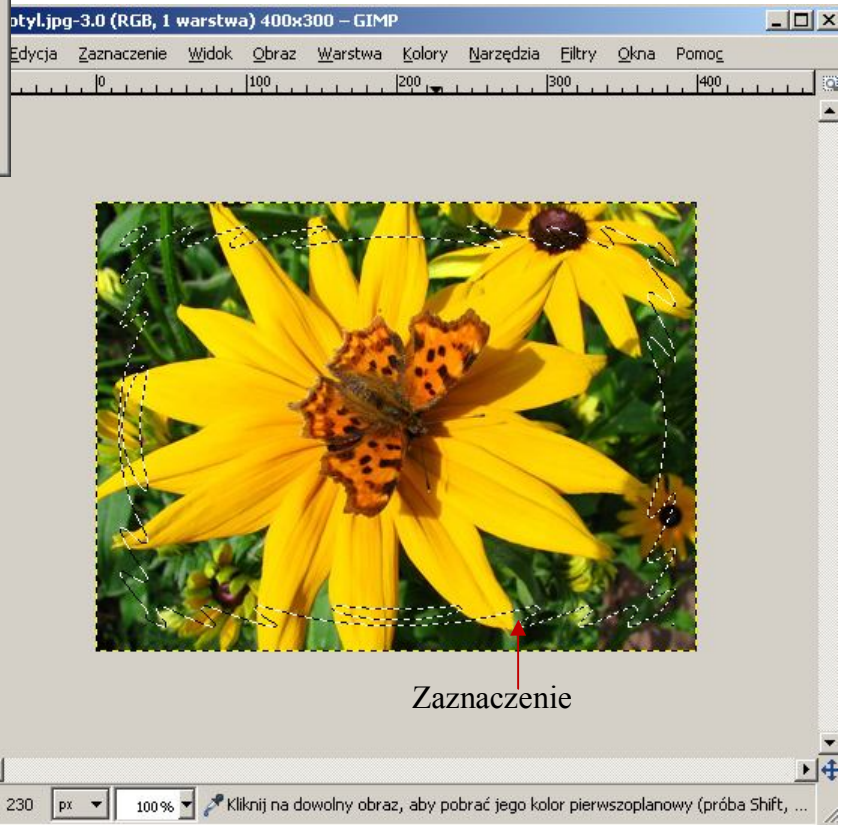 otyl.jpg-3.0 (RGB, 1 warstwa) 400x300 – GIMP
Edycja Zaznaczenie Widok Obraz Warstwa Kolory Narzędzia Filtry Okna Pomoc
0 100 200 300 400
Zaznaczenie
230 px 100 % Kliknij na dowolny obraz, aby pobrać jego kolor pierwszoplanowy (próba Shift, ...